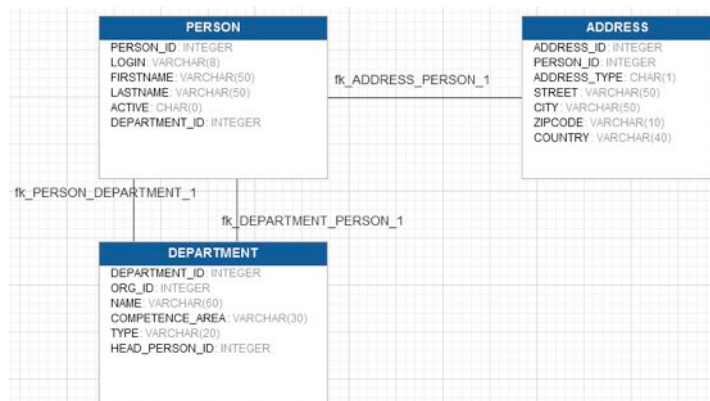 PERSON
PERSON_ID: INTEGER
LOGIN: VARCHAR(8)
FIRSTNAME: VARCHAR(50)
LASTNAME: VARCHAR(50)
ACTIVE: CHAR(0)
DEPARTMENT_ID: INTEGER
fk_ADDRESS_PERSON_1
ADDRESS
ADDRESS_ID: INTEGER
PERSON_ID: INTEGER
ADDRESS_TYPE: CHAR(1)
STREET: VARCHAR(50)
CITY: VARCHAR(50)
ZIPCODE: VARCHAR(10)
COUNTRY: VARCHAR(40)
fk_PERSON_DEPARTMENT_1
fk_DEPARTMENT_PERSON_1
DEPARTMENT
DEPARTMENT_ID: INTEGER
ORG_ID: INTEGER
NAME: VARCHAR(60)
COMPETENCE_AREA: VARCHAR(30)
TYPE: VARCHAR(20)
HEAD_PERSON_ID: INTEGER